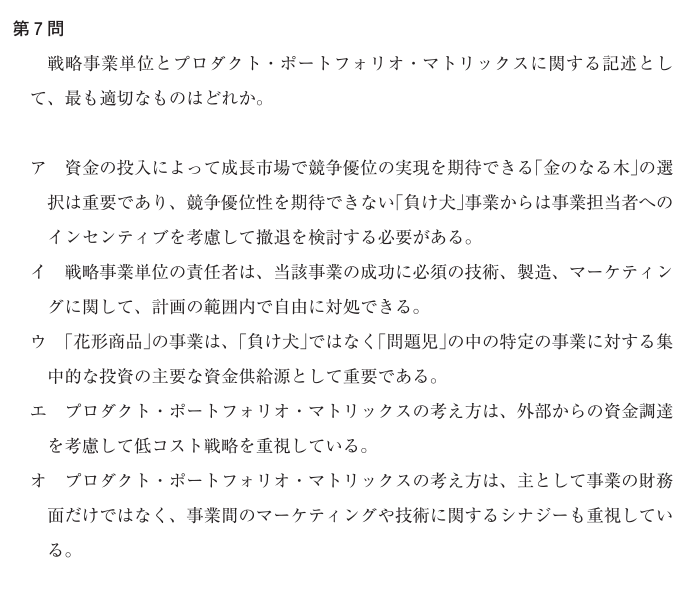 第7問
戦略事業単位とプロダクト・ポートフォリオ・マトリックスに関する記述とし
て、最も適切なものはどれか。
ア　資金の投入によって成長市場で競争優位の実現を期待できる「金のなる木」の選
択は重要であり、競争優位性を期待できない「負け犬」事業からは事業担当者への
インセンティブを考慮して撤退を検討する必要がある。
イ　戦略事業単位の責任者は、当該事業の成功に必須の技術、製造、マーケティン
グに関して、計画の範囲内で自由に対処できる。
ウ　「花形商品」の事業は、「負け犬」ではなく「問題児」の中の特定の事業に対する集
中的な投資の主要な資金供給源として重要である。
エ　プロダクト・ポートフォリオ・マトリックスの考え方は、外部からの資金調達
を考慮して低コスト戦略を重視している。
オ　プロダクト・ポートフォリオ・マトリックスの考え方は、主として事業の財務
面だけではなく、事業間のマーケティングや技術に関するシナジーも重視してい
る。